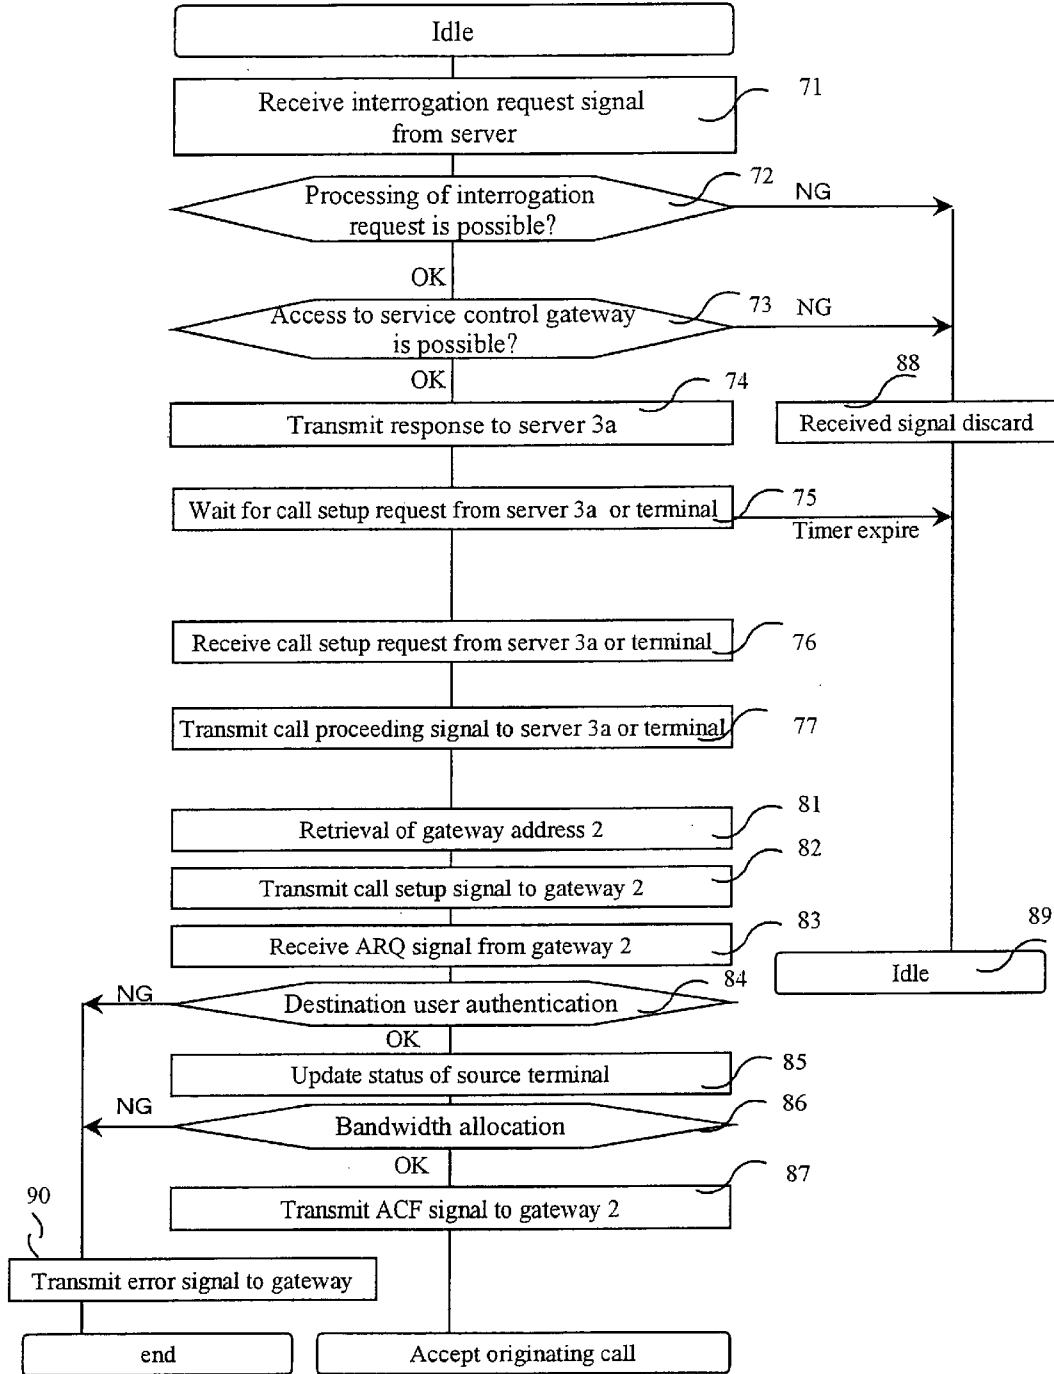 Idle
Receive interrogation request signal
from server
71
Processing of interrogation
request is possible?
72
NG
OK
Access to service control gateway
is possible?
73
NG
OK
74
Transmit response to server 3a
88
Received signal discard
Wait for call setup request from server 3a or terminal
75
Timer expire
Receive call setup request from server 3a or terminal
76
Transmit call proceeding signal to server 3a or terminal
77
Retrieval of gateway address 2
81
Transmit call setup signal to gateway 2
82
Receive ARQ signal from gateway 2
83
89
Idle
NG
Destination user authentication
84
OK
Update status of source terminal
85
NG
Bandwidth allocation
86
OK
Transmit ACF signal to gateway 2
87
90
Transmit error signal to gateway
end
Accept originating call